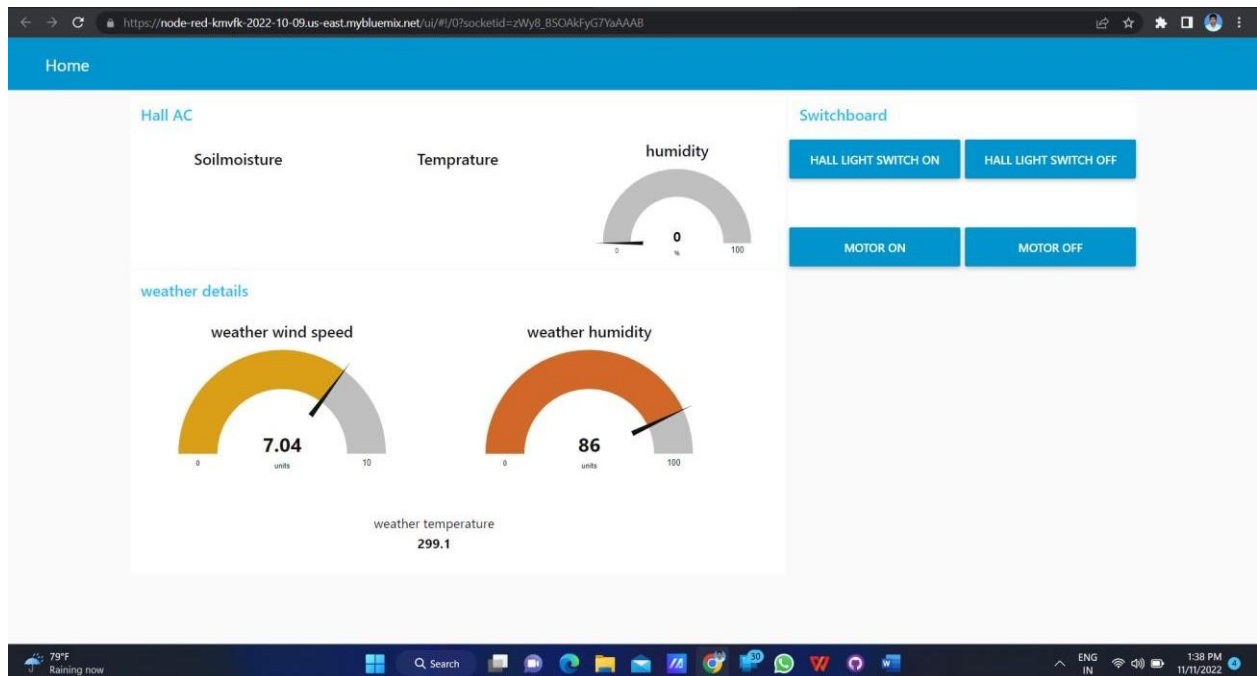 https://node-red-kmvfk-2022-10-09.us-east.mybluemix.net/ui/#!/0?socketid=zWy8_BSOAkFyG7YaAAAB
Home
Hall AC
Soilmoisture
Temprature
humidity
0
%
0
100
Switchboard
HALL LIGHT SWITCH ON
HALL LIGHT SWITCH OFF
MOTOR ON
MOTOR OFF
weather details
weather wind speed
7.04
units
0
10
weather humidity
86
units
0
100
weather temperature
299.1
79°F
Raining now
Search
30
W
W
ENG
IN
1:38 PM
11/11/2022
4